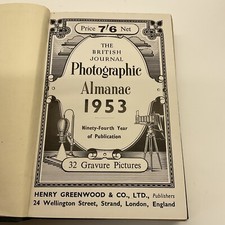 Price 7/6 Net
THE
BRITISH
JOURNAL
Photographic
Almanac
1953
Ninety-Fourth Year
of Publication
32 Gravure Pictures
HENRY GREENWOOD & CO., LTD., Publishers
24 Wellington Street, Strand, London, England